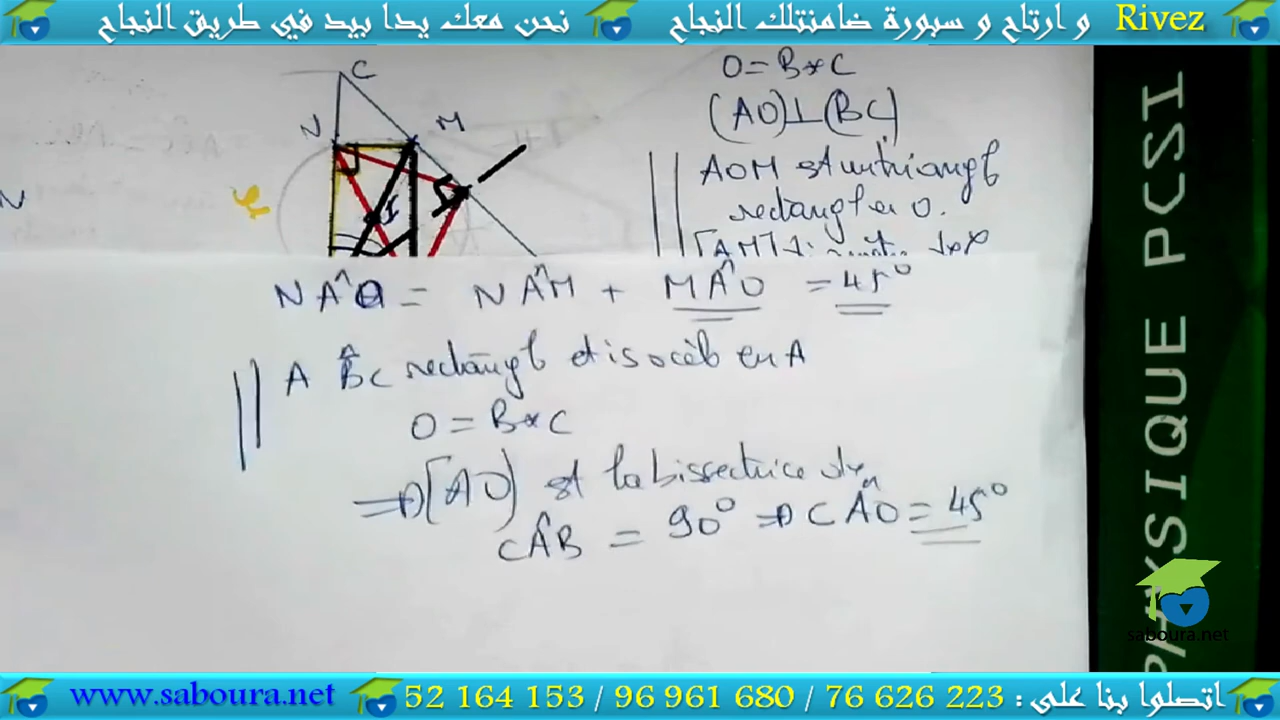 نحن معك يدا بيد في طريق النجاح
Rivez و ارتاح و سبورة ضامنتلك النجاح
C
N
M
I
O = B * C
(AO)⊥(BC)
AOM est un triangle
rectangle en O.
[AM]
N
NÂO = NÂM + MÂO = 45°
A B̂C rectangle et isocèle en A
O = B * C
⇒ [AO) est la bissectrice de
CÂB = 90° ⇒ CÂO = 45°
PHYSIQUE PCSI
saboura.net
www.saboura.net
52 164 153 / 96 961 680 / 76 626 223 : اتصلوا بنا على